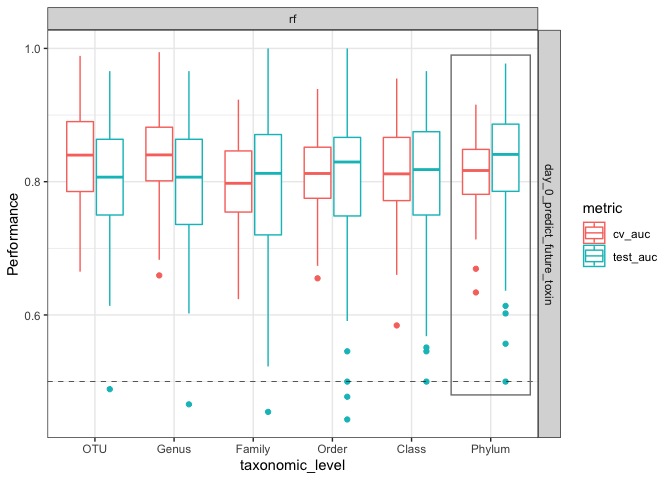 rf
1.0
0.8
0.6
Performance
OTU
Genus
Family
Order
Class
Phylum
taxonomic_level
day_0_predict_future_toxin
metric
cv_auc
test_auc